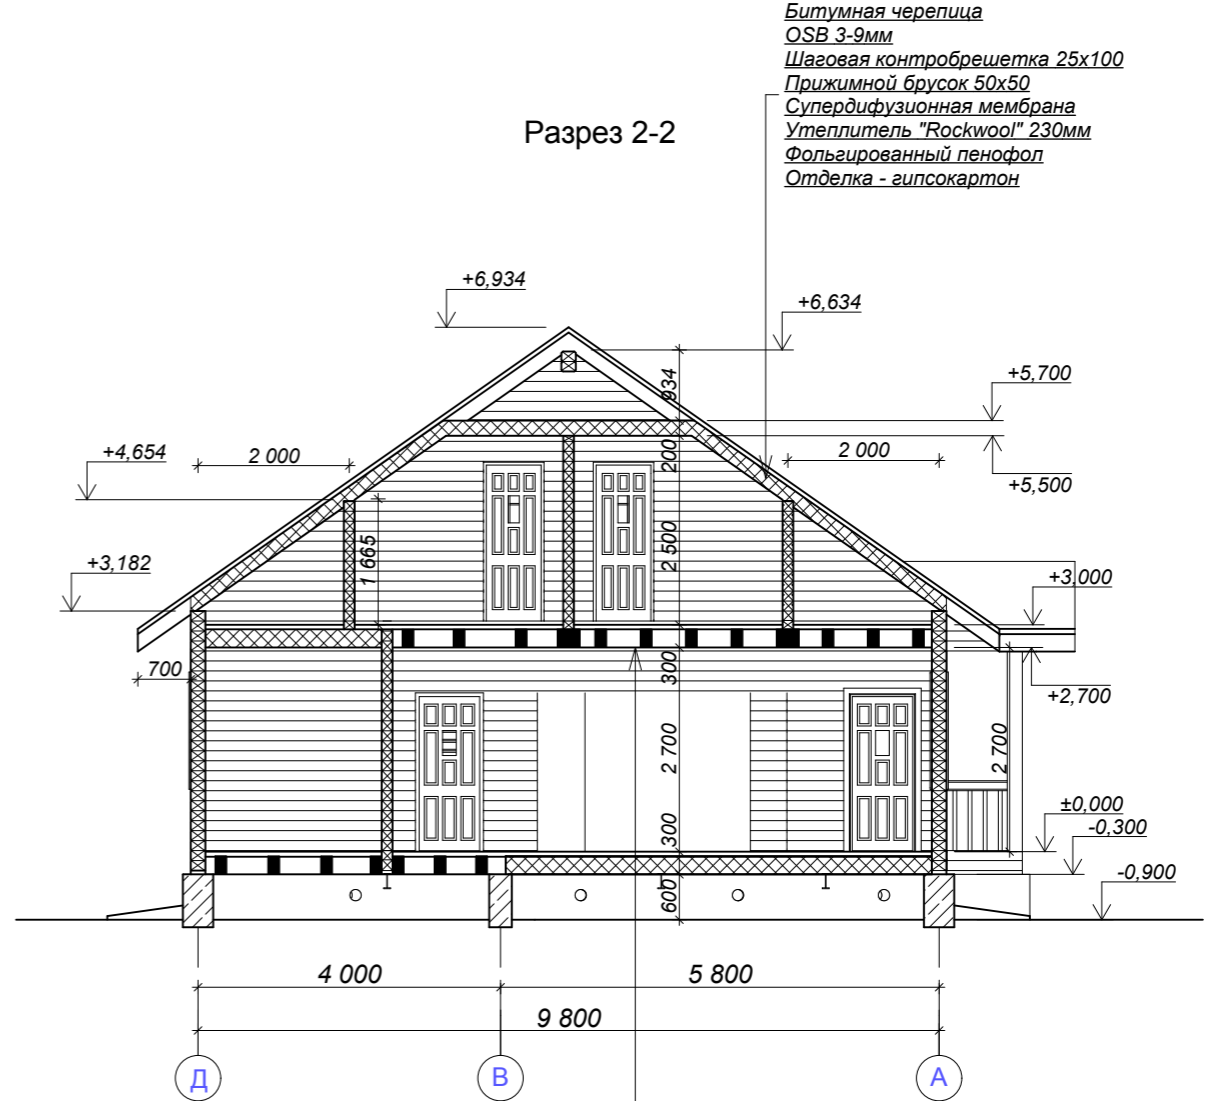 Битумная черепица
OSB 3-9мм
Шаговая контробрешетка 25х100
Прижимной брусок 50х50
Супердифузионная мембрана
Утеплитель "Rockwool" 230мм
Фольгированный пенофол
Отделка - гипсокартон
Разрез 2-2
+6,934
+6,634
934
+5,700
+4,654
2 000
200
2 000
+5,500
1 665
2 500
+3,182
+3,000
700
300
+2,700
2 700
2 700
±0,000
300
-0,300
600
-0,900
4 000
5 800
9 800
Д
В
А